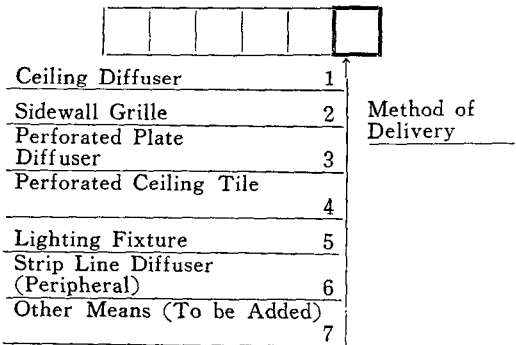 Ceiling Diffuser 1
Sidewall Grille 2
Perforated Plate
Diffuser 3
Perforated Ceiling Tile
4
Lighting Fixture 5
Strip Line Diffuser
(Peripheral) 6
Other Means (To be Added)
7
Method of
Delivery